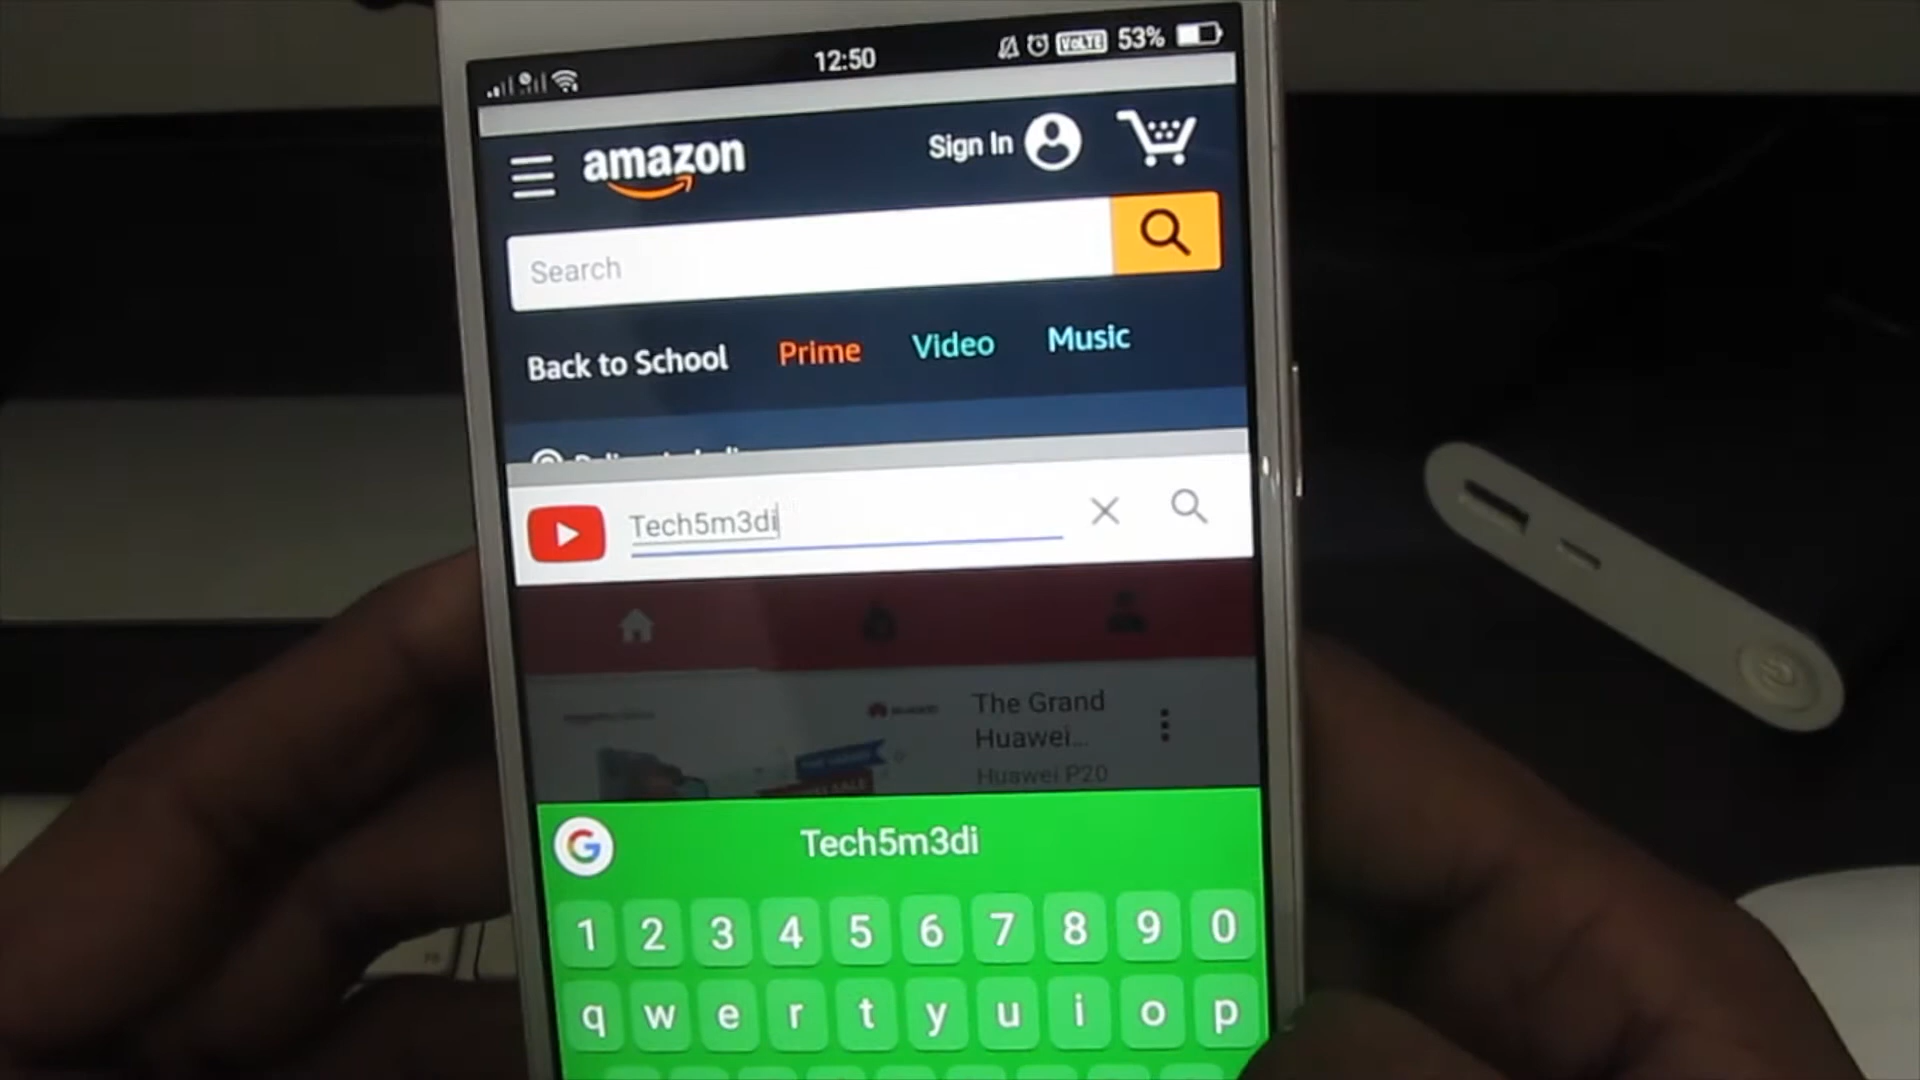 12:50 VoLTE 53%
amazon Sign In
Search
Back to School Prime Video Music
Tech5m3di
The Grand
Huawei...
Huawei P20
G Tech5m3di
1 2 3 4 5 6 7 8 9 0
q w e r t y u i o p